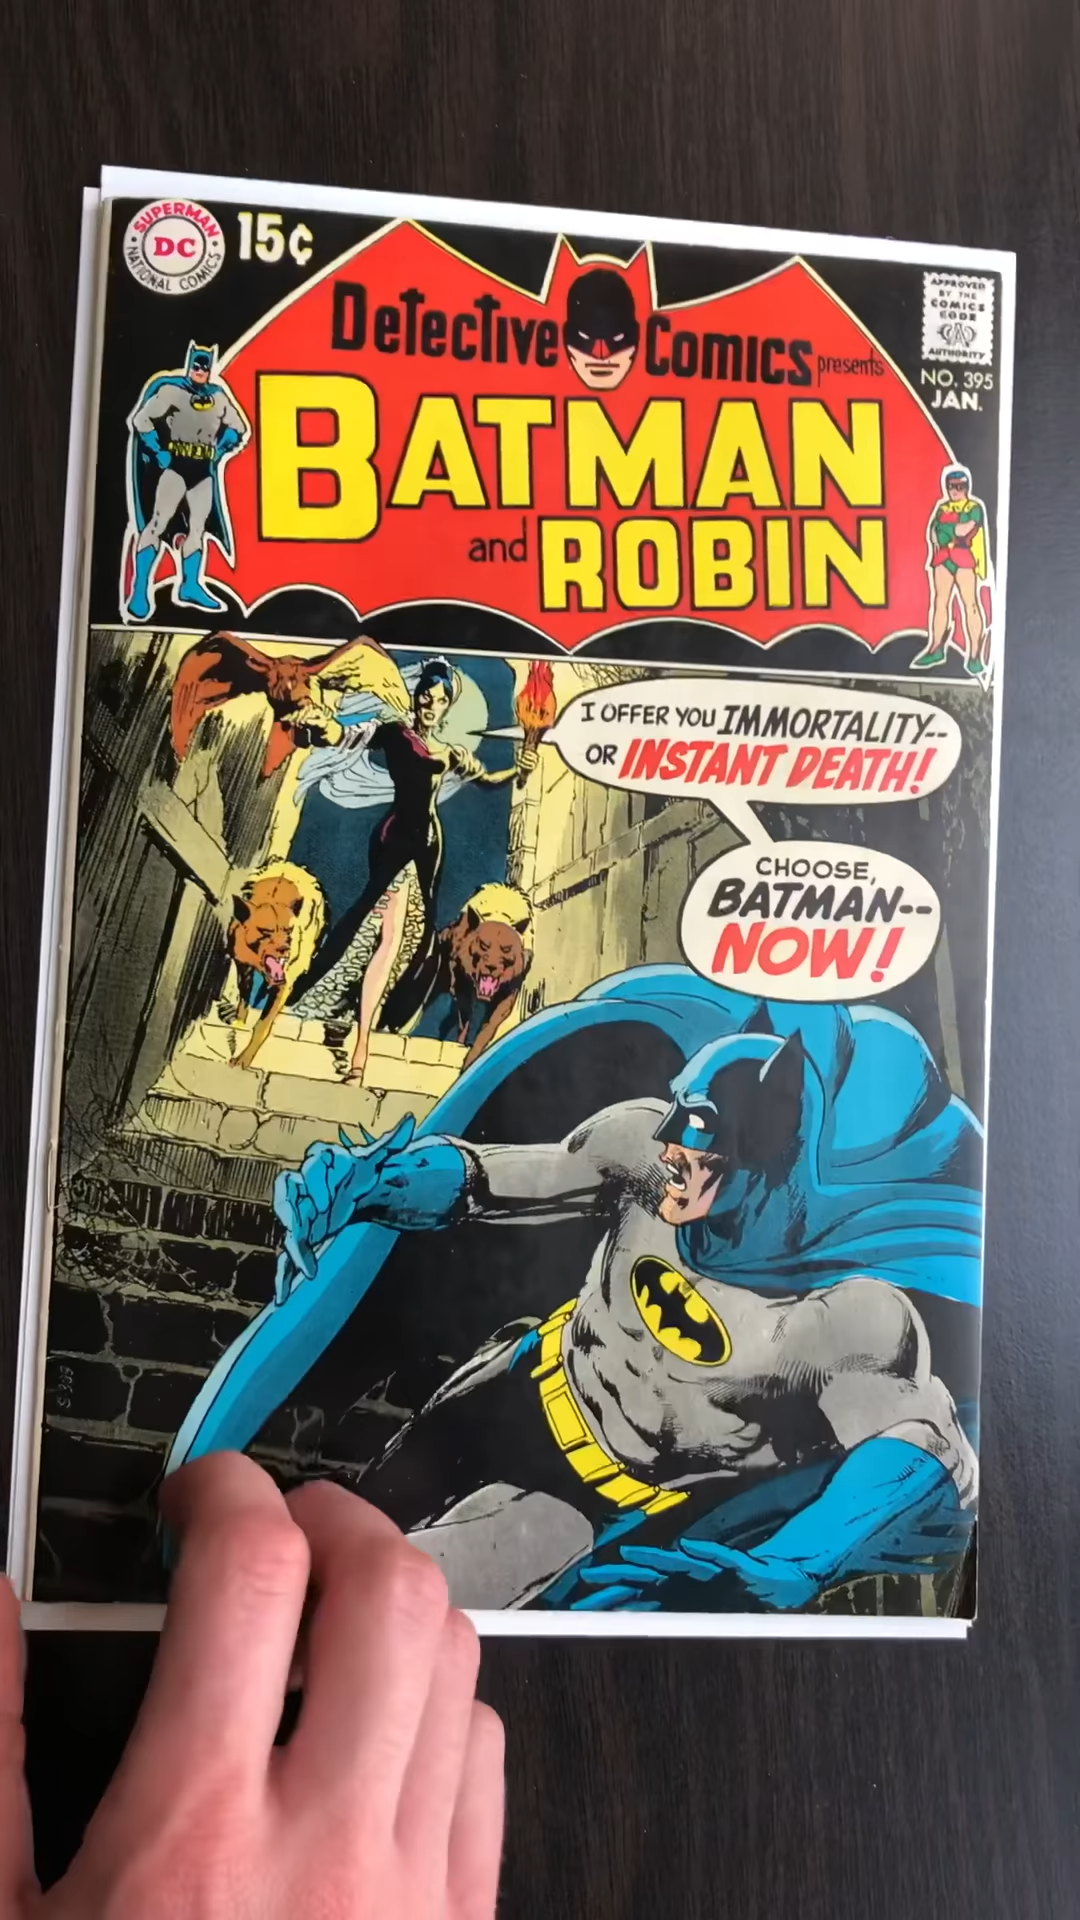 SUPERMAN
DC
NATIONAL COMICS
15¢
Detective Comics presents
BATMAN
and ROBIN
APPROVED
BY THE
COMICS
CODE
CA
AUTHORITY
NO. 395
JAN.
I OFFER YOU IMMORTALITY--
OR INSTANT DEATH!
CHOOSE,
BATMAN--
NOW!